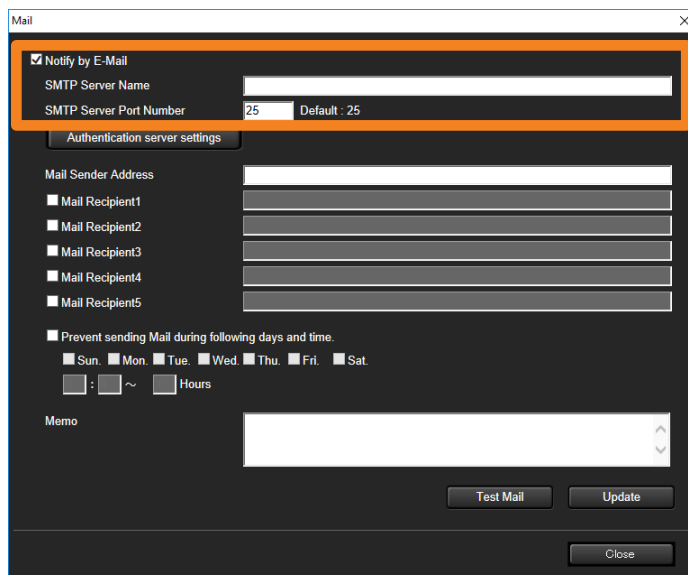 Mail
Notify by E-Mail
SMTP Server Name
SMTP Server Port Number 25 Default : 25
Authentication server settings
Mail Sender Address
Mail Recipient1
Mail Recipient2
Mail Recipient3
Mail Recipient4
Mail Recipient5
Prevent sending Mail during following days and time.
Sun. Mon. Tue. Wed. Thu. Fri. Sat.
: ～ Hours
Memo
Test Mail Update
Close